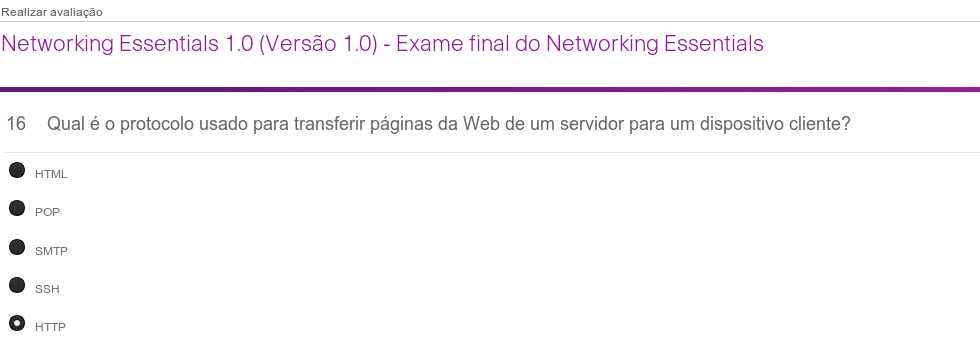 Realizar avaliação
Networking Essentials 1.0 (Versão 1.0) - Exame final do Networking Essentials
16 Qual é o protocolo usado para transferir páginas da Web de um servidor para um dispositivo cliente?
HTML
POP
SMTP
SSH
HTTP